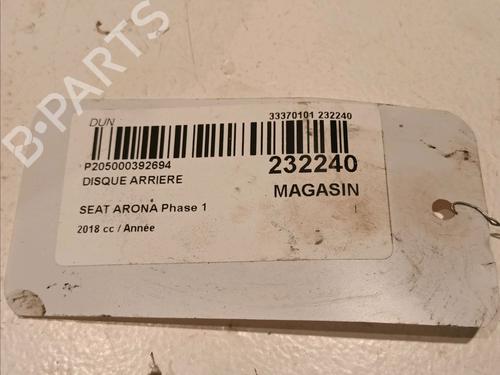 B-PARTS
DUN
33370101 232240
P205000392694
232240
DISQUE ARRIERE
MAGASIN
SEAT ARONA Phase 1
2018 cc / Année